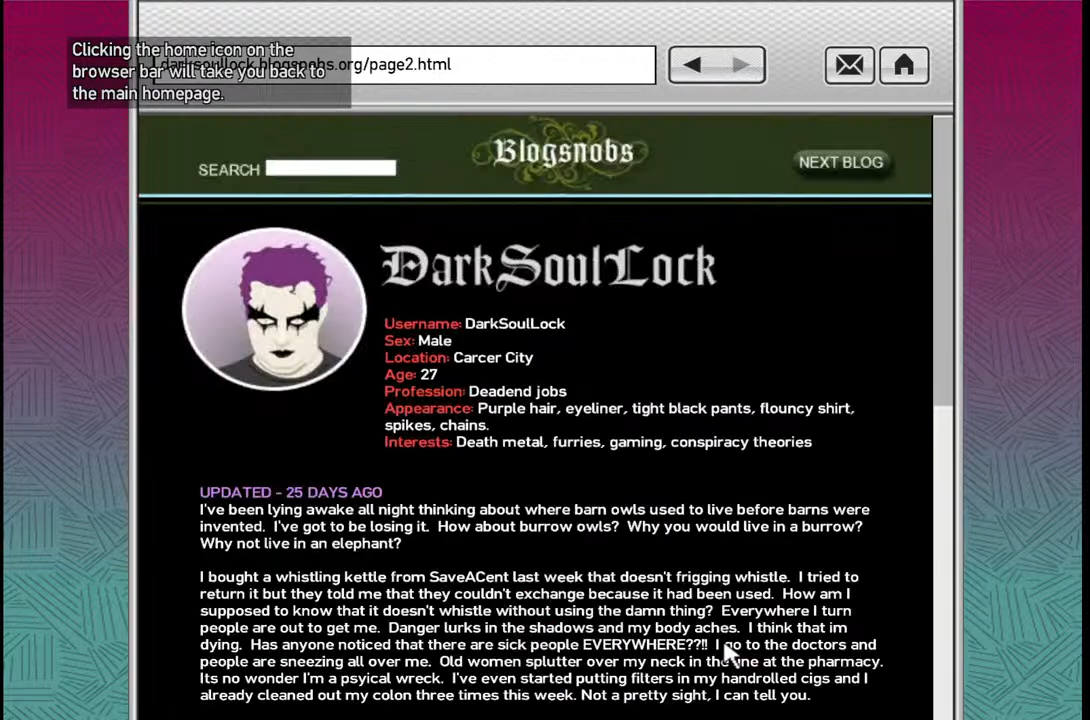 Clicking the home icon on the
browser bar will take you back to
the main homepage.
darksoullock.blogsnobs.org/page2.html
SEARCH
Blogsnobs
NEXT BLOG
DarkSoulLock
Username: DarkSoulLock
Sex: Male
Location: Carcer City
Age: 27
Profession: Deadend jobs
Appearance: Purple hair, eyeliner, tight black pants, flouncy shirt,
spikes, chains.
Interests: Death metal, furries, gaming, conspiracy theories
UPDATED - 25 DAYS AGO
I've been lying awake all night thinking about where barn owls used to live before barns were
invented. I've got to be losing it. How about burrow owls? Why you would live in a burrow?
Why not live in an elephant?
I bought a whistling kettle from SaveACent last week that doesn't frigging whistle. I tried to
return it but they told me that they couldn't exchange because it had been used. How am I
supposed to know that it doesn't whistle without using the damn thing? Everywhere I turn
people are out to get me. Danger lurks in the shadows and my body aches. I think that im
dying. Has anyone noticed that there are sick people EVERYWHERE??!! I go to the doctors and
people are sneezing all over me. Old women splutter over my neck in the line at the pharmacy.
Its no wonder I'm a psyical wreck. I've even started putting filters in my handrolled cigs and I
already cleaned out my colon three times this week. Not a pretty sight, I can tell you.